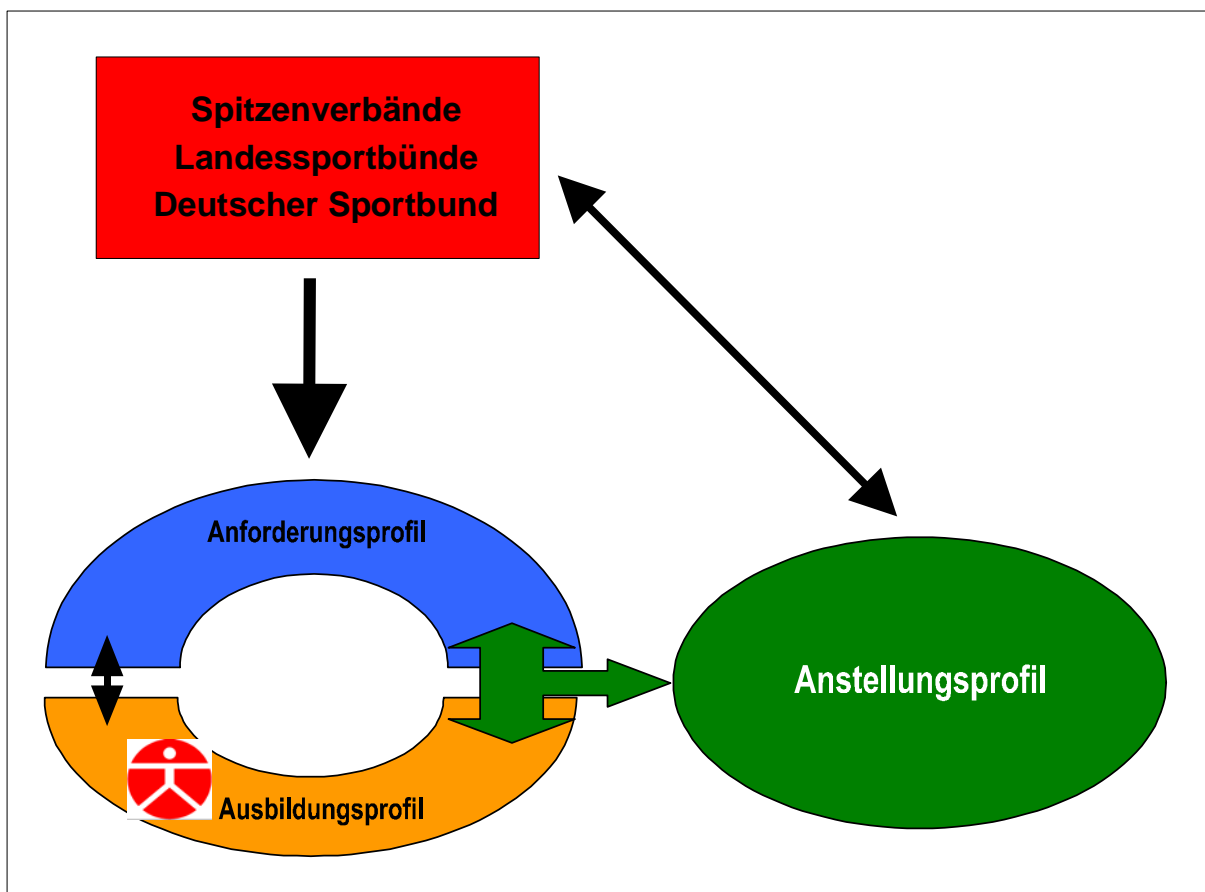 Spitzenverbände
Landessportbünde
Deutscher Sportbund
Anforderungsprofil
Anstellungsprofil
Ausbildungsprofil